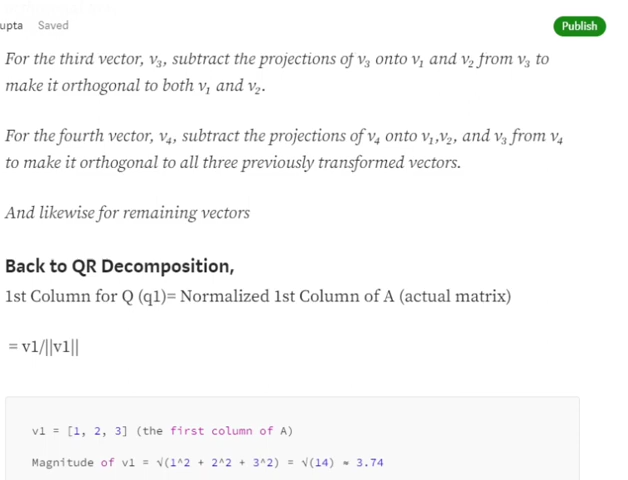 upta Saved Publish
For the third vector, v₃, subtract the projections of v₃ onto v₁ and v₂ from v₃ to
make it orthogonal to both v₁ and v₂.
For the fourth vector, v₄, subtract the projections of v₄ onto v₁,v₂, and v₃ from v₄
to make it orthogonal to all three previously transformed vectors.
And likewise for remaining vectors
Back to QR Decomposition,
1st Column for Q (q1)= Normalized 1st Column of A (actual matrix)
= v1/||v1||
v1 = [1, 2, 3] (the first column of A)
Magnitude of v1 = √(1^2 + 2^2 + 3^2) = √(14) ≈ 3.74